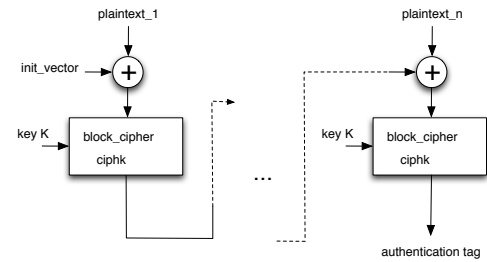 plaintext_1
plaintext_n
init_vector
+
+
key K
block_cipher
ciphk
...
key K
block_cipher
ciphk
authentication tag